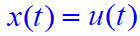 x(t) = u(t)